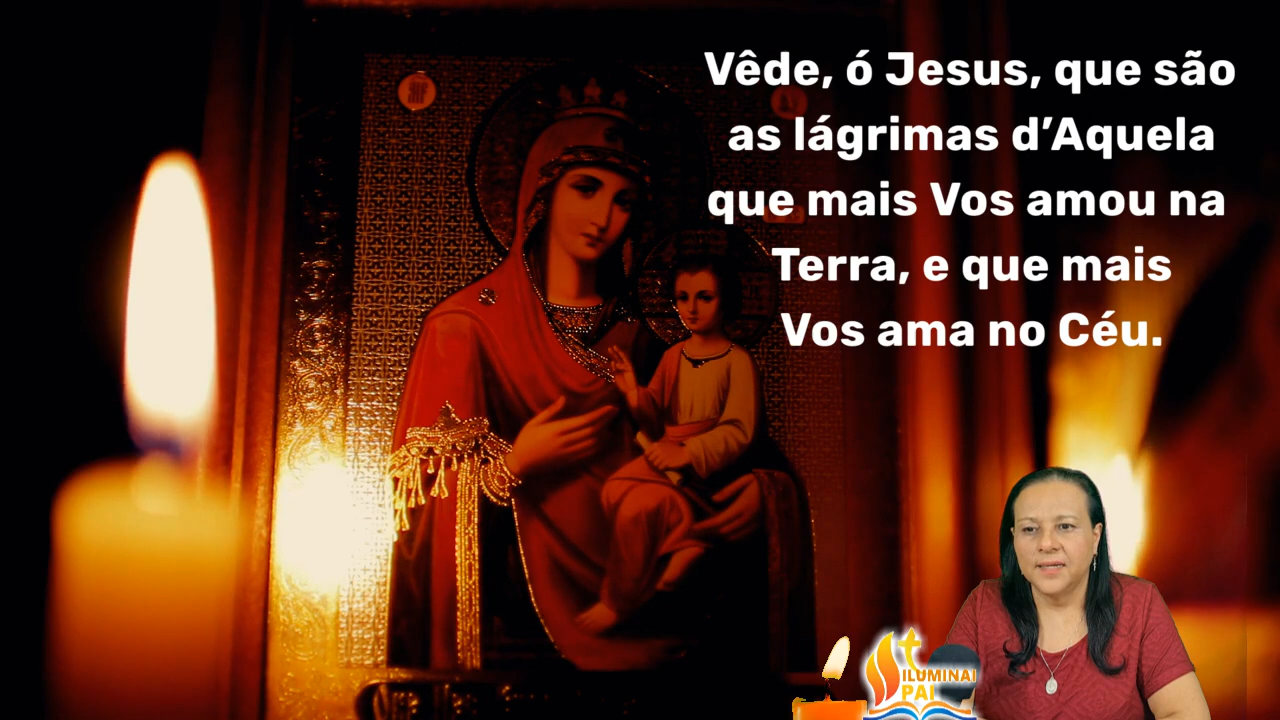 Vêde, ó Jesus, que são
as lágrimas d’Aquela
que mais Vos amou na
Terra, e que mais
Vos ama no Céu.
ILUMINAI
PAI